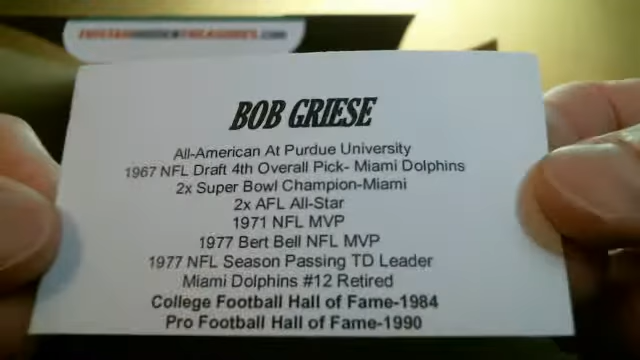 TREASURES.COM
BOB GRIESE
All-American At Purdue University
1967 NFL Draft 4th Overall Pick- Miami Dolphins
2x Super Bowl Champion-Miami
2x AFL All-Star
1971 NFL MVP
1977 Bert Bell NFL MVP
1977 NFL Season Passing TD Leader
Miami Dolphins #12 Retired
College Football Hall of Fame-1984
Pro Football Hall of Fame-1990